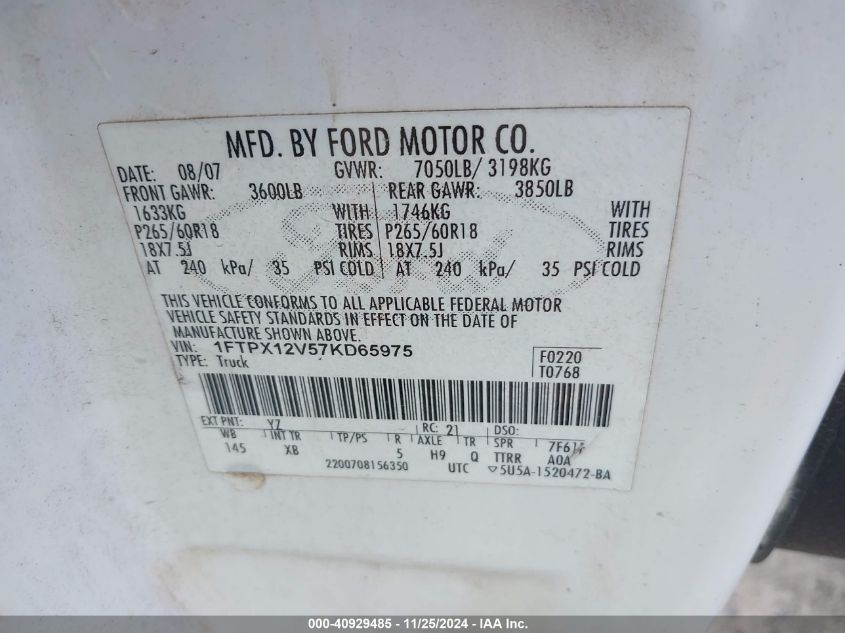 MFD. BY FORD MOTOR CO.
DATE: 08/07 GVWR: 7050LB/ 3198KG
FRONT GAWR: 3600LB REAR GAWR: 3850LB
1633KG WITH 1746KG WITH
P265/60R18 TIRES P265/60R18 TIRES
18X7.5J RIMS 18X7.5J RIMS
AT 240 kPa/ 35 PSI COLD AT 240 kPa/ 35 PSI COLD
THIS VEHICLE CONFORMS TO ALL APPLICABLE FEDERAL MOTOR
VEHICLE SAFETY STANDARDS IN EFFECT ON THE DATE OF
MANUFACTURE SHOWN ABOVE.
VIN: 1FTPX12V57KD65975 F0220
TYPE: Truck T0768
EXT PNT: YZ RC: 21 DSO:
WB INT TR TP/PS R AXLE TR SPR
145 XB 5 H9 Q TTRR A0A
2200708156350 UTC ▽5U5A-1520472-BA
000-40929485 - 11/25/2024 - IAA Inc.